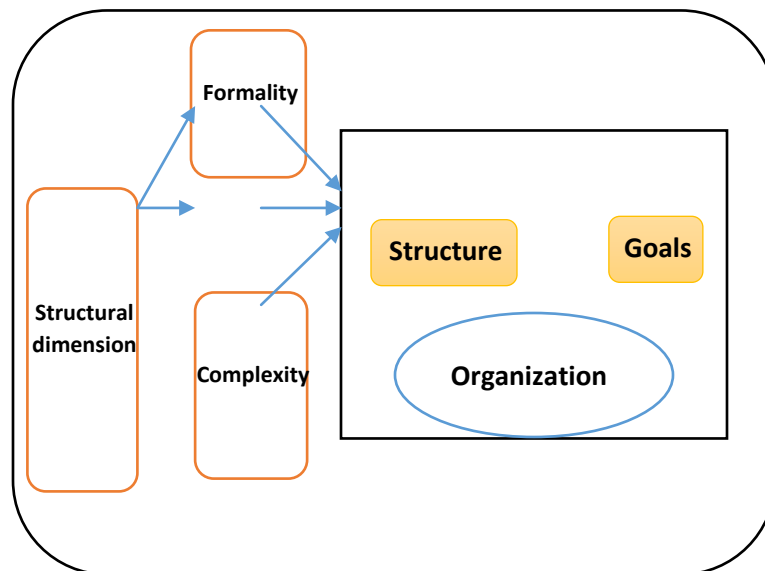 Formality
Structural
dimension
Complexity
Structure
Goals
Organization